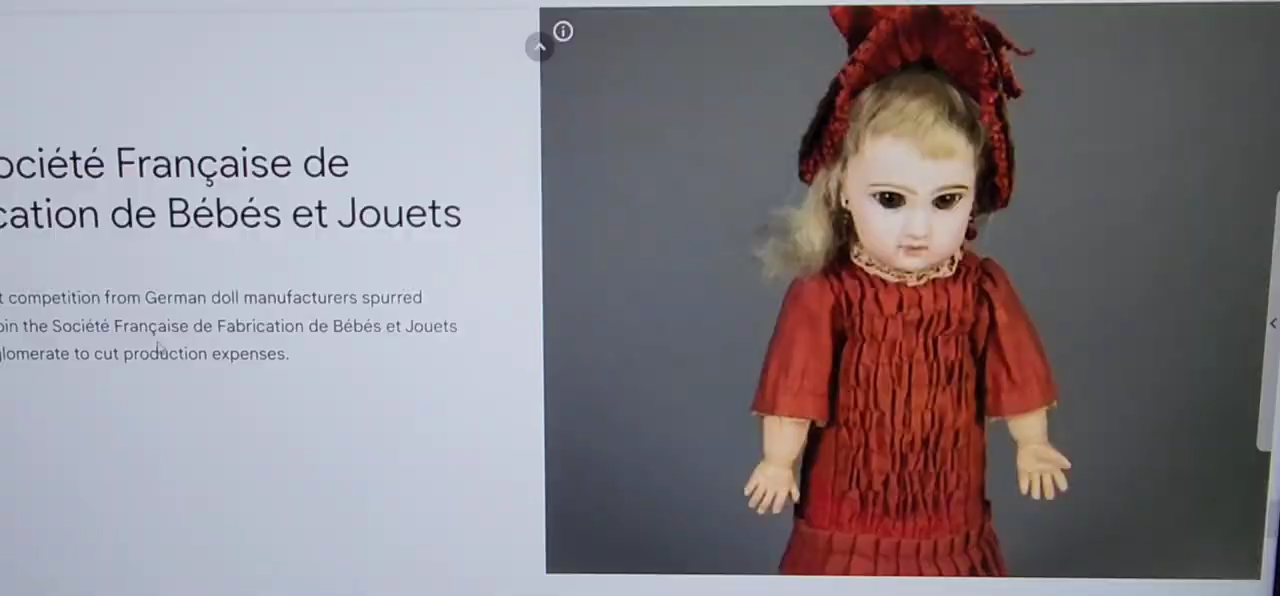 ociété Française de
cation de Bébés et Jouets
t competition from German doll manufacturers spurred
oin the Société Française de Fabrication de Bébés et Jouets
glomerate to cut production expenses.